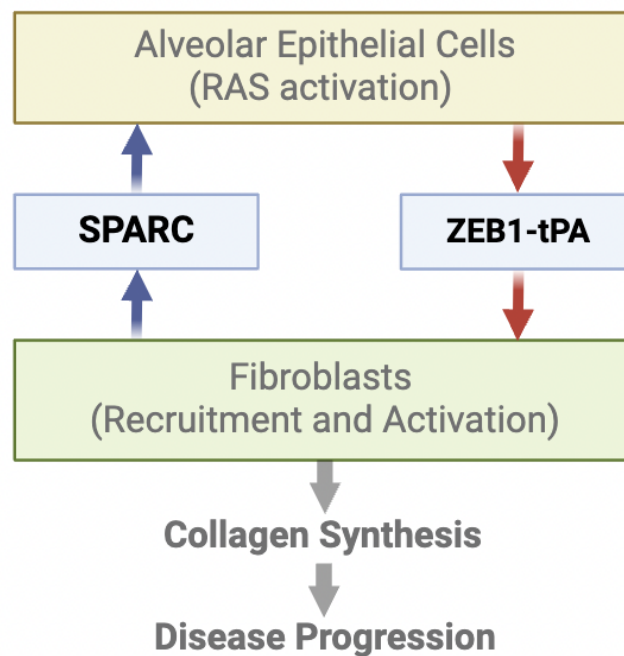 Alveolar Epithelial Cells
(RAS activation)
SPARC
ZEB1-tPA
Fibroblasts
(Recruitment and Activation)
Collagen Synthesis
Disease Progression